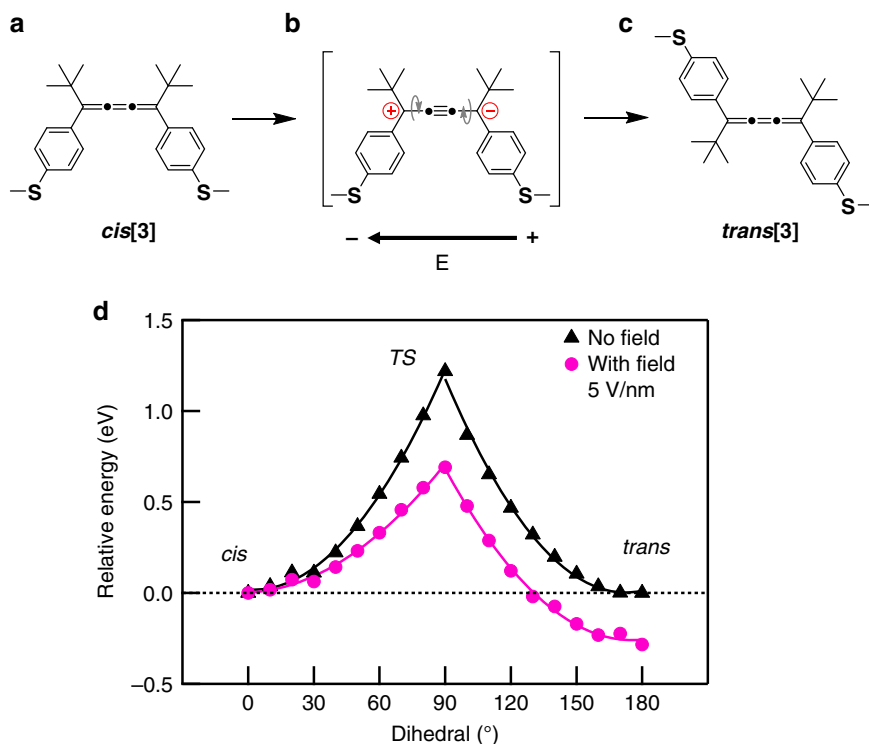 a
b
c
S
S
cis[3]
+
−
S
S
− +
E
S
S
trans[3]
d
1.5
1.0
0.5
0.0
−0.5
Relative energy (eV)
TS
cis
trans
No field
With field
5 V/nm
0 30 60 90 120 150 180
Dihedral (°)